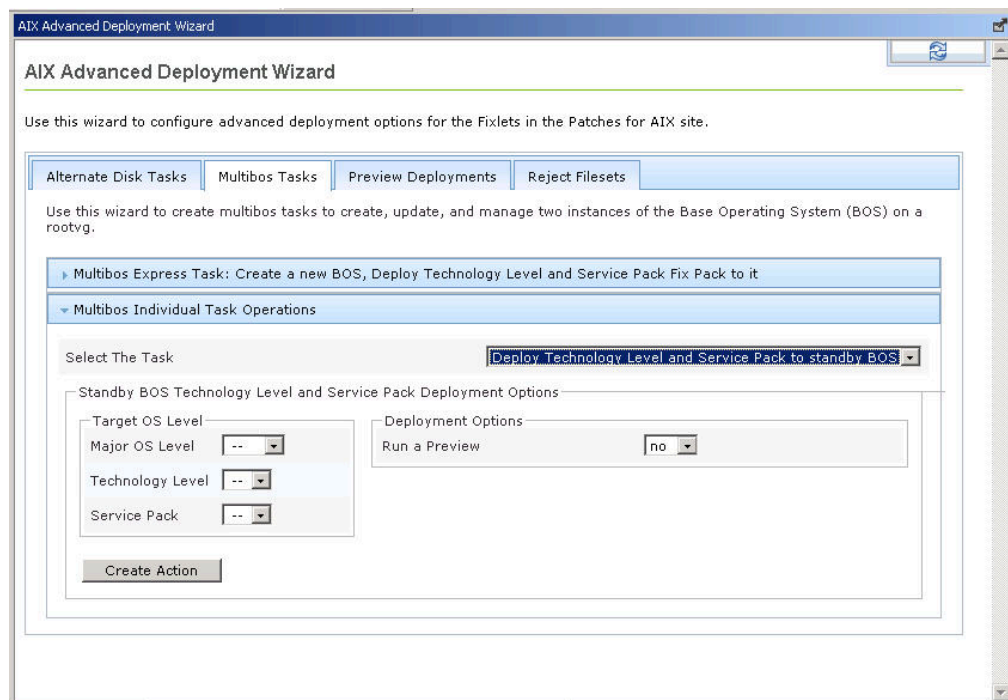 AIX Advanced Deployment Wizard
AIX Advanced Deployment Wizard
Use this wizard to configure advanced deployment options for the Fixlets in the Patches for AIX site.
Alternate Disk Tasks Multibos Tasks Preview Deployments Reject Filesets
Use this wizard to create multibos tasks to create, update, and manage two instances of the Base Operating System (BOS) on a
rootvg.
Multibos Express Task: Create a new BOS, Deploy Technology Level and Service Pack Fix Pack to it
Multibos Individual Task Operations
Select The Task Deploy Technology Level and Service Pack to standby BOS
Standby BOS Technology Level and Service Pack Deployment Options
Target OS Level Deployment Options
Major OS Level -- Run a Preview no
Technology Level --
Service Pack --
Create Action